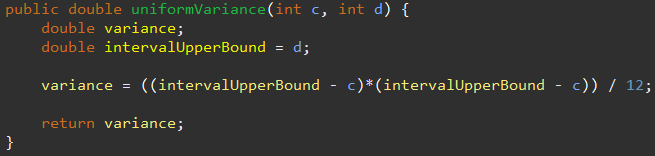 public double uniformVariance(int c, int d) {
double variance;
double intervalUpperBound = d;
variance = ((intervalUpperBound - c)*(intervalUpperBound - c)) / 12;
return variance;
}